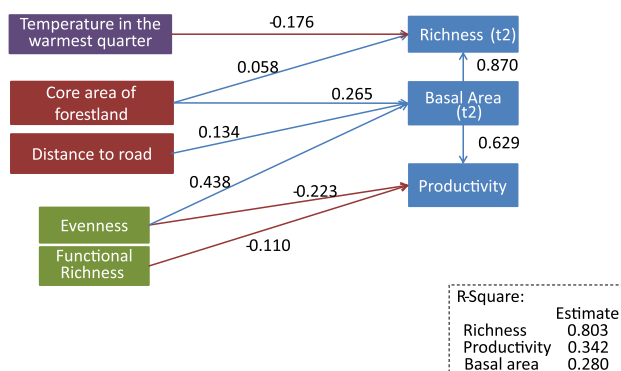 Temperature in the
warmest quarter
-0.176
Richness (t2)
0.058
0.870
Core area of
forestland
0.265
Basal Area
(t2)
0.134
Distance to road
0.629
0.438
-0.223
Productivity
Evenness
-0.110
Functional
Richness
R-Square:
Estimate
Richness 0.803
Productivity 0.342
Basal area 0.280